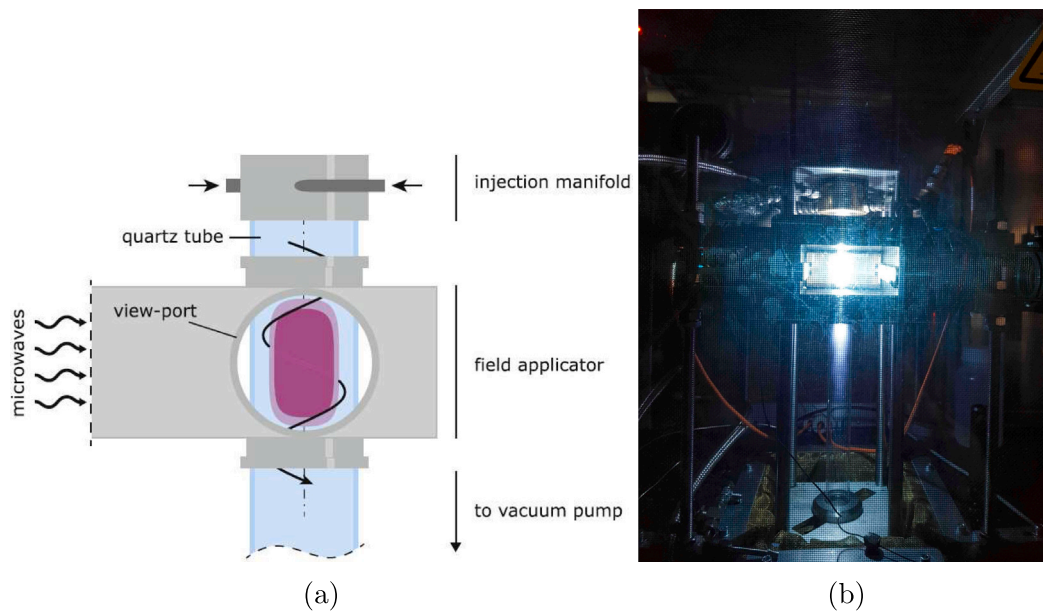 injection manifold
quartz tube
view-port
microwaves
field applicator
to vacuum pump
(a)
(b)